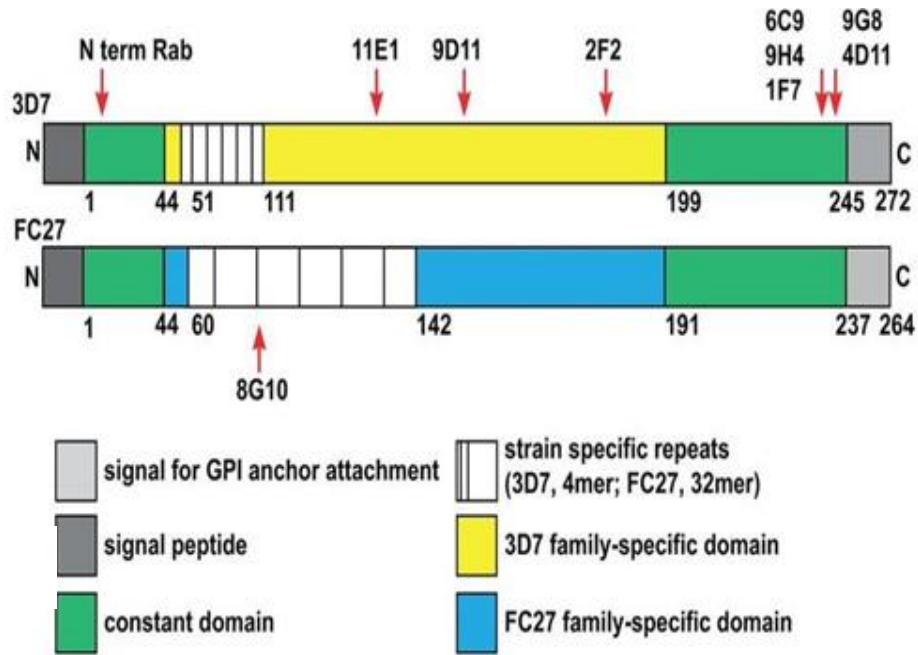 N term Rab 11E1 9D11 2F2 6C9 9G8
9H4 4D11
1F7
3D7
N C
1 44 51 111 199 245 272
FC27
N C
1 44 60 142 191 237 264
8G10
signal for GPI anchor attachment
signal peptide
constant domain
strain specific repeats
(3D7, 4mer; FC27, 32mer)
3D7 family-specific domain
FC27 family-specific domain